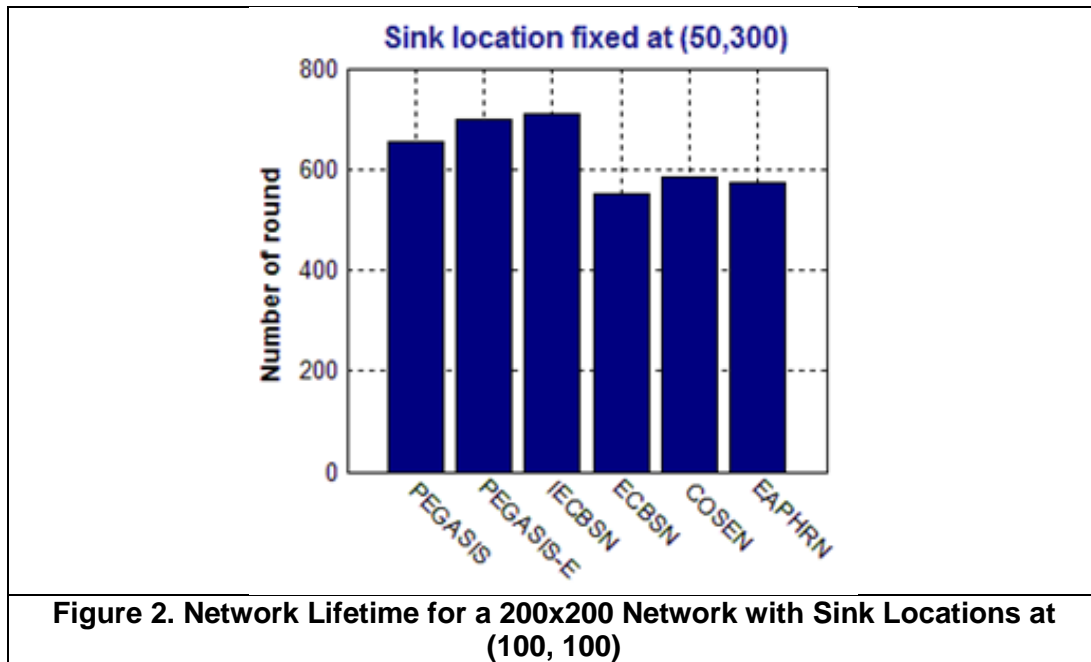 Sink location fixed at (50,300)
800
600
400
200
0
Number of round
PEGASIS
PEGASIS-E
IECBSN
ECBSN
COSEN
EAPHRN
Figure 2. Network Lifetime for a 200x200 Network with Sink Locations at
(100, 100)